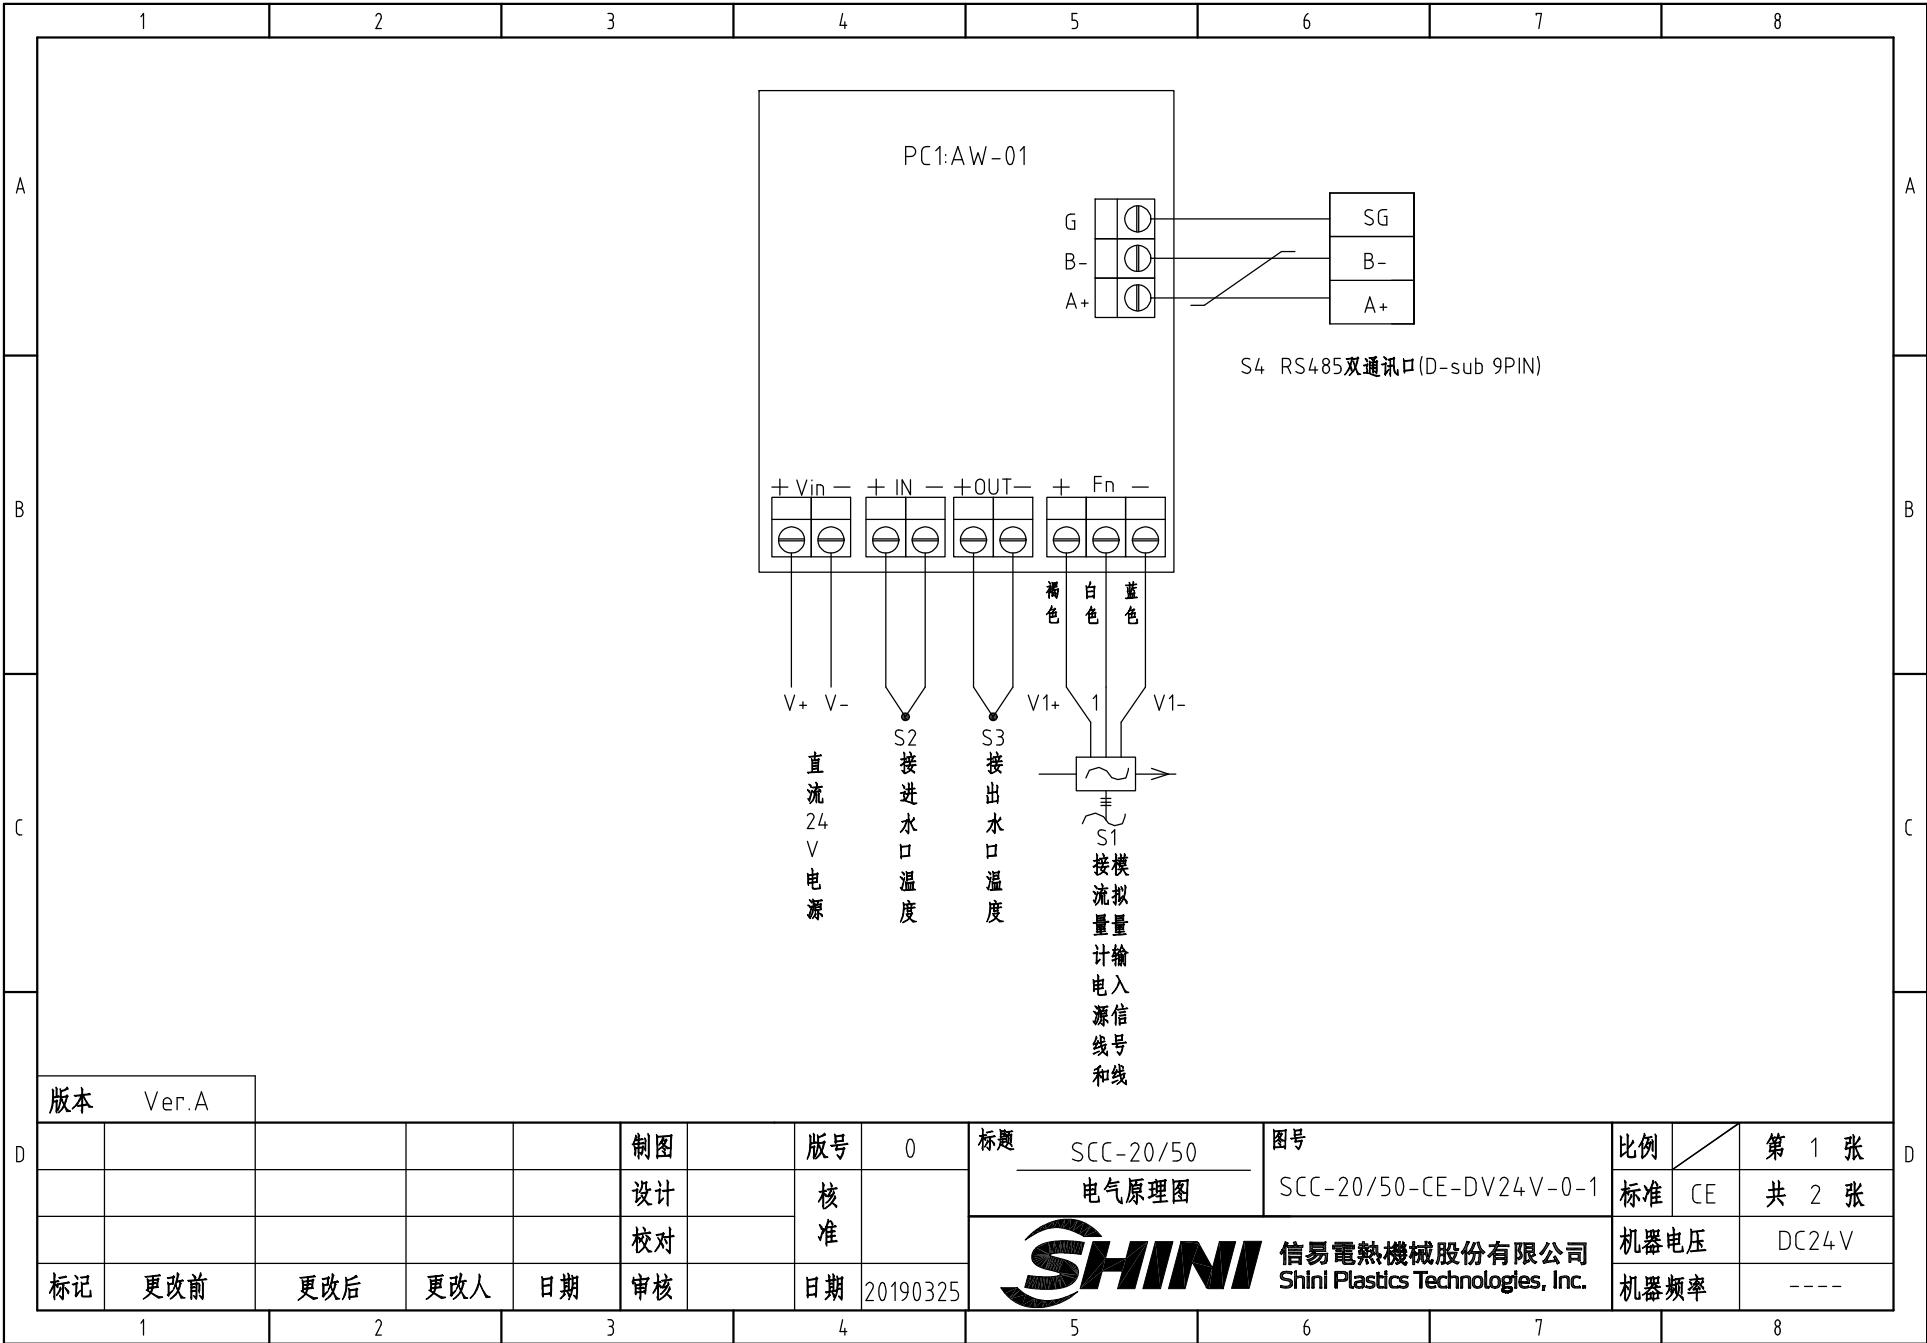 1 2 3 4 5 6 7 8
A A
PC1:AW-01
G SG
B- B-
A+ A+
S4 RS485双通讯口(D-sub 9PIN)
B B
+ Vin - + IN - +OUT- + Fn -
褐色 白色 蓝色
V+ V- V1+ 1 V1-
S2 S3
直流24V电源
接进水口温度
接出水口温度
C C
S1
接流量计电源线和
模拟量输入信号线
版本 Ver.A
D D
制图 版号 0 标题 SCC-20/50 图号 比例 第 1 张
设计 核准 电气原理图 SCC-20/50-CE-DV24V-0-1 标准 CE 共 2 张
校对 SHINI 信易電熱機械股份有限公司 机器电压 DC24V
Shini Plastics Technologies, Inc.
标记 更改前 更改后 更改人 日期 审核 日期 20190325 机器频率 ----
1 2 3 4 5 6 7 8